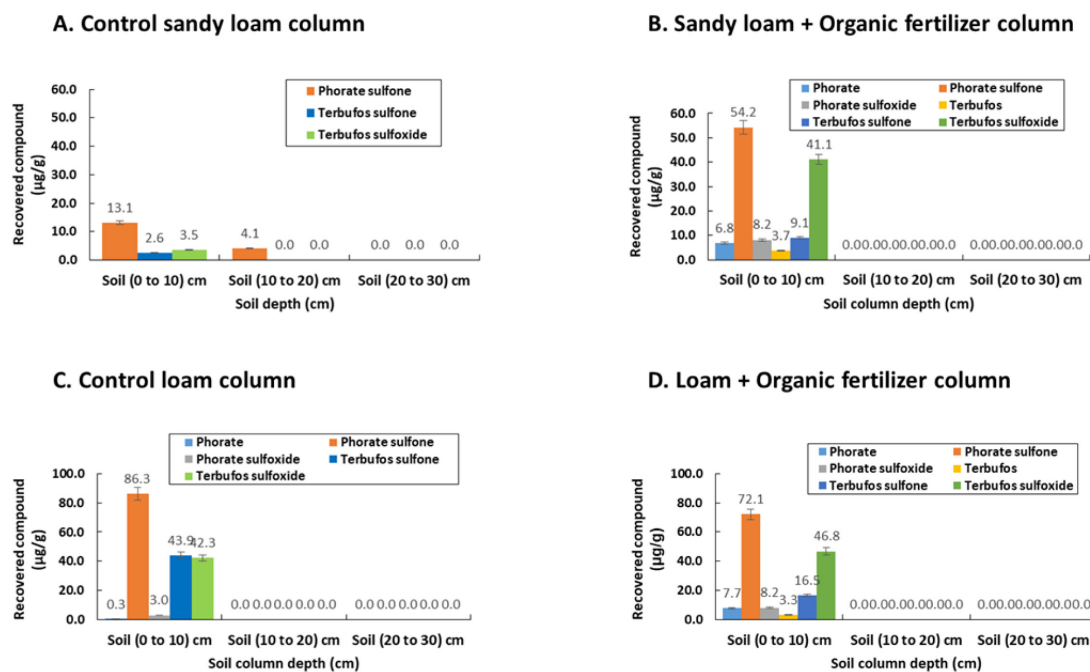 A. Control sandy loam column
Phorate sulfone
Terbufos sulfone
Terbufos sulfoxide
Recovered compound
(µg/g)
60.0
50.0
40.0
30.0
20.0
10.0
0.0
13.1
2.6
3.5
4.1
0.0
0.0
0.0
0.0
0.0
Soil (0 to 10) cm
Soil (10 to 20) cm
Soil (20 to 30) cm
Soil depth (cm)
B. Sandy loam + Organic fertilizer column
Phorate
Phorate sulfone
Phorate sulfoxide
Terbufos
Terbufos sulfone
Terbufos sulfoxide
Recovered compound
(µg/g)
60.0
50.0
40.0
30.0
20.0
10.0
0.0
6.8
54.2
8.2
3.7
9.1
41.1
0.00.00.00.00.00.0
0.00.00.00.00.00.0
Soil (0 to 10) cm
Soil (10 to 20) cm
Soil (20 to 30) cm
Soil column depth (cm)
C. Control loam column
Phorate
Phorate sulfone
Phorate sulfoxide
Terbufos sulfone
Terbufos sulfoxide
Recovered compound
(µg/g)
100.0
80.0
60.0
40.0
20.0
0.0
0.3
86.3
3.0
43.9
42.3
0.0 0.0 0.0 0.0 0.0
0.0 0.0 0.0 0.0 0.0
Soil (0 to 10) cm
Soil (10 to 20) cm
Soil (20 to 30) cm
Soil column depth (cm)
D. Loam + Organic fertilizer column
Phorate
Phorate sulfone
Phorate sulfoxide
Terbufos
Terbufos sulfone
Terbufos sulfoxide
Recovered compound
(µg/g)
100.0
80.0
60.0
40.0
20.0
0.0
7.7
72.1
8.2
3.3
16.5
46.8
0.00.00.00.00.00.0
0.00.00.00.00.00.0
Soil (0 to 10) cm
Soil (10 to 20) cm
Soil (20 to 30) cm
Soil column depth (cm)